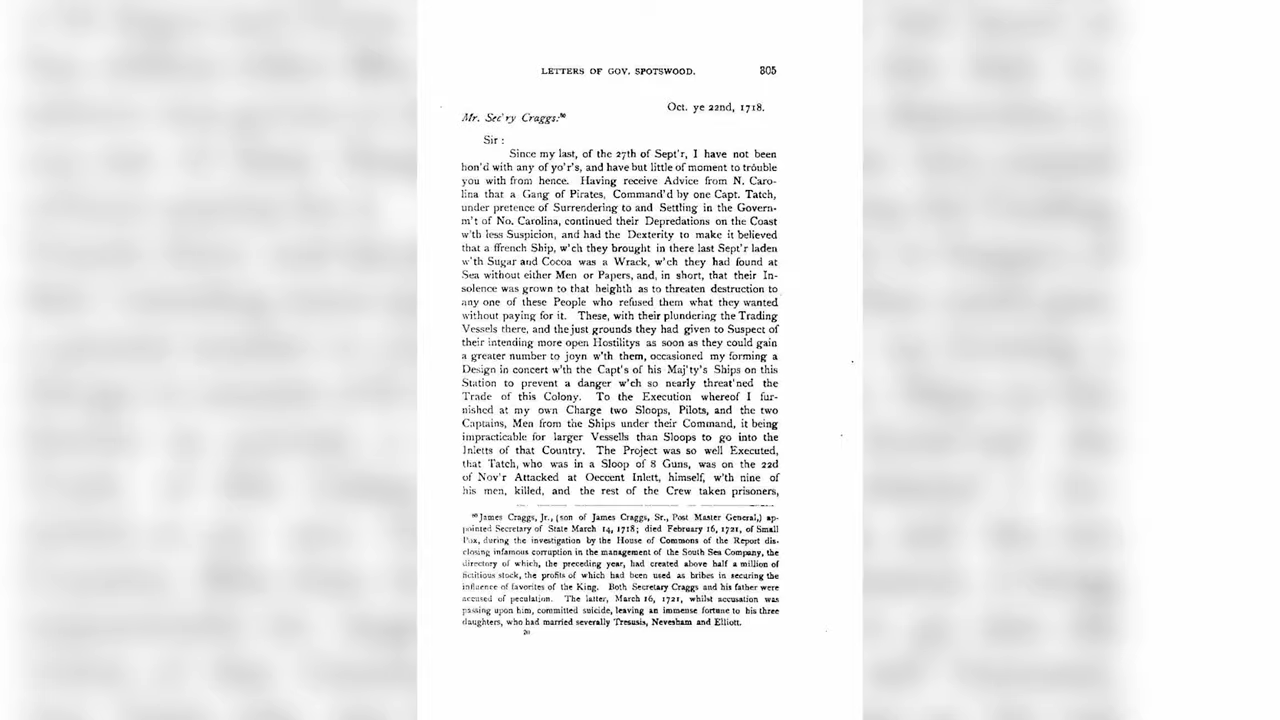 LETTERS OF GOV. SPOTSWOOD. 305
Oct. ye 22nd, 1718.
Mr. Sec'ry Craggs:⁸⁰
Sir:
Since my last, of the 27th of Sept'r, I have not been
hon'd with any of yo'r's, and have but little of moment to trouble
you with from hence. Having receive Advice from N. Caro-
lina that a Gang of Pirates, Command'd by one Capt. Tatch,
under pretence of Surrendering to and Settling in the Govern-
m't of No. Carolina, continued their Depredations on the Coast
w'th less Suspicion, and had the Dexterity to make it believed
that a ffrench Ship, w'ch they brought in there last Sept'r laden
w'th Sugar and Cocoa was a Wrack, w'ch they had found at
Sea without either Men or Papers, and, in short, that their In-
solence was grown to that heighth as to threaten destruction to
any one of these People who refused them what they wanted
without paying for it. These, with their plundering the Trading
Vessels there, and the just grounds they had given to Suspect of
their intending more open Hostilitys as soon as they could gain
a greater number to joyn w'th them, occasioned my forming a
Design in concert w'th the Capt's of his Maj'ty's Ships on this
Station to prevent a danger w'ch so nearly threat'ned the
Trade of this Colony. To the Execution whereof I fur-
nished at my own Charge two Sloops, Pilots, and the two
Captains, Men from the Ships under their Command, it being
impracticable for larger Vessells than Sloops to go into the
Inletts of that Country. The Project was so well Executed,
that Tatch, who was in a Sloop of 8 Guns, was on the 22d
of Nov'r Attacked at Oeccent Inlett, himself, w'th nine of
his men, killed, and the rest of the Crew taken prisoners,
James Craggs, Jr., (son of James Craggs, Sr., Post Master General,) ap-
pointed Secretary of State March 14, 1718; died February 16, 1721, of Small
Pox, during the investigation by the House of Commons of the Report dis-
closing infamous corruption in the management of the South Sea Company, the
directory of which, the preceding year, had created above half a million of
fictitious stock, the profits of which had been used as bribes in securing the
influence of favorites of the King. Both Secretary Craggs and his father were
accused of peculation. The latter, March 16, 1721, whilst accusation was
passing upon him, committed suicide, leaving an immense fortune to his three
daughters, who had married severally Tresusis, Nevesham and Elliott.
20